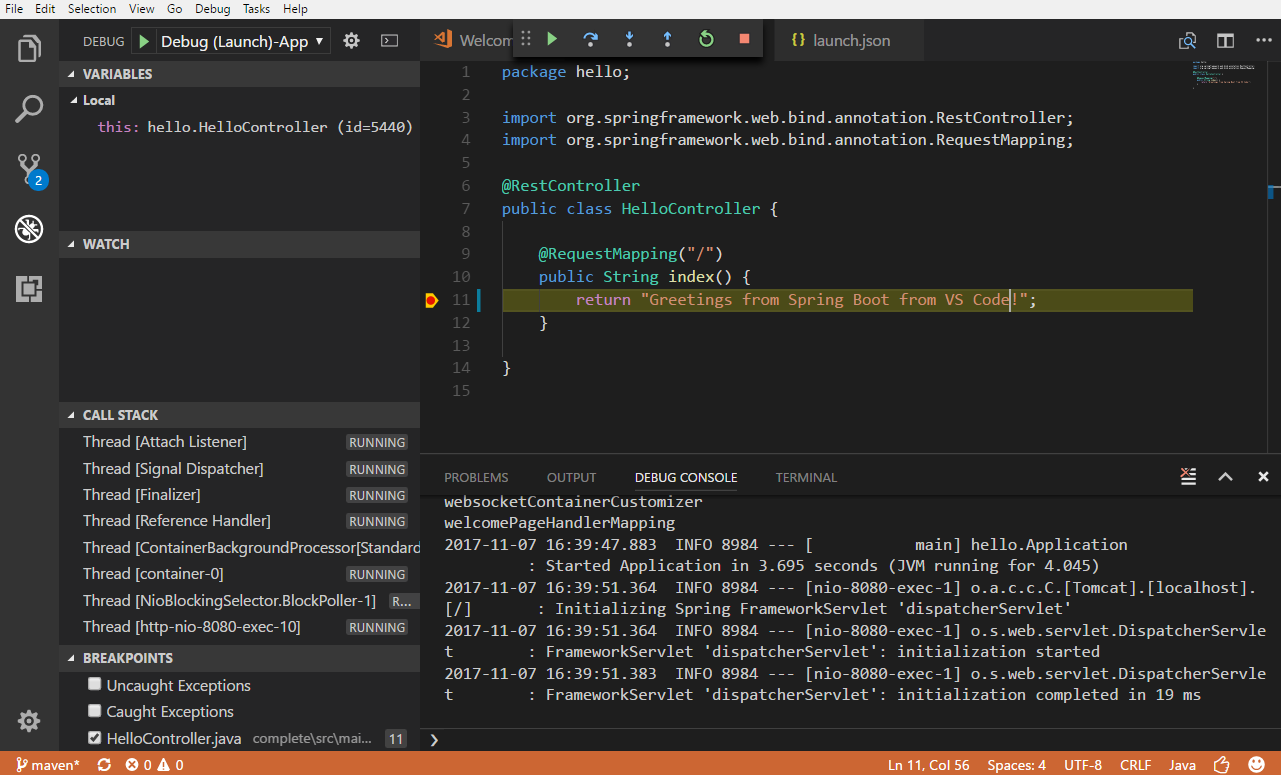 File Edit Selection View Go Debug Tasks Help
DEBUG Debug (Launch)-App
VARIABLES
Local
this: hello.HelloController (id=5440)
2
WATCH
CALL STACK
Thread [Attach Listener] RUNNING
Thread [Signal Dispatcher] RUNNING
Thread [Finalizer] RUNNING
Thread [Reference Handler] RUNNING
Thread [ContainerBackgroundProcessor[Standard
Thread [container-0] RUNNING
Thread [NioBlockingSelector.BlockPoller-1] R...
Thread [http-nio-8080-exec-10] RUNNING
BREAKPOINTS
Uncaught Exceptions
Caught Exceptions
HelloController.java complete\src\mai... 11
Welcom {} launch.json
1 package hello;
2
3 import org.springframework.web.bind.annotation.RestController;
4 import org.springframework.web.bind.annotation.RequestMapping;
5
6 @RestController
7 public class HelloController {
8
9 @RequestMapping("/")
10 public String index() {
11 return "Greetings from Spring Boot from VS Code!";
12 }
13
14 }
15
PROBLEMS OUTPUT DEBUG CONSOLE TERMINAL
websocketContainerCustomizer
welcomePageHandlerMapping
2017-11-07 16:39:47.883 INFO 8984 --- [ main] hello.Application
: Started Application in 3.695 seconds (JVM running for 4.045)
2017-11-07 16:39:51.364 INFO 8984 --- [nio-8080-exec-1] o.a.c.c.C.[Tomcat].[localhost].
[/] : Initializing Spring FrameworkServlet 'dispatcherServlet'
2017-11-07 16:39:51.364 INFO 8984 --- [nio-8080-exec-1] o.s.web.servlet.DispatcherServle
t : FrameworkServlet 'dispatcherServlet': initialization started
2017-11-07 16:39:51.383 INFO 8984 --- [nio-8080-exec-1] o.s.web.servlet.DispatcherServle
t : FrameworkServlet 'dispatcherServlet': initialization completed in 19 ms
maven* 0 0 Ln 11, Col 56 Spaces: 4 UTF-8 CRLF Java